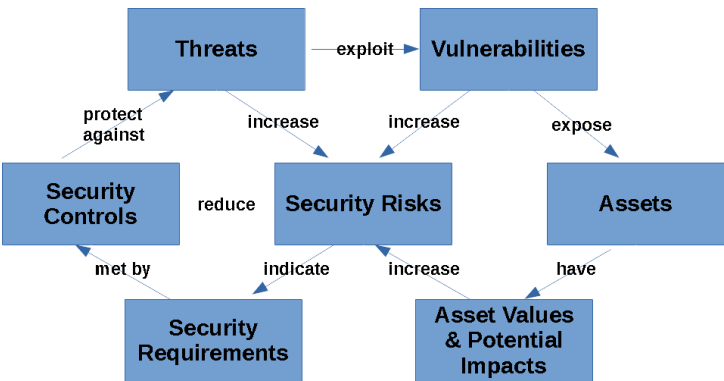 Threats
exploit
Vulnerabilities
protect
against
increase
increase
expose
Security
Controls
reduce
Security Risks
Assets
met by
indicate
increase
have
Security
Requirements
Asset Values
& Potential
Impacts